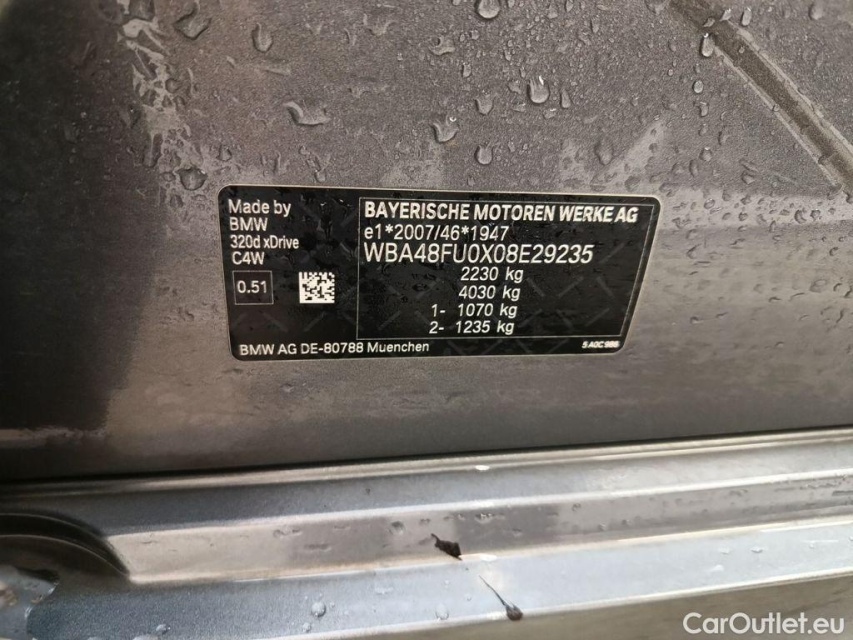 Made by
BMW
320d xDrive
C4W
0.51
BAYERISCHE MOTOREN WERKE AG
e1*2007/46*1947
WBA48FU0X08E29235
2230 kg
4030 kg
1- 1070 kg
2- 1235 kg
BMW AG DE-80788 Muenchen
5 A0C 986
CarOutlet.eu